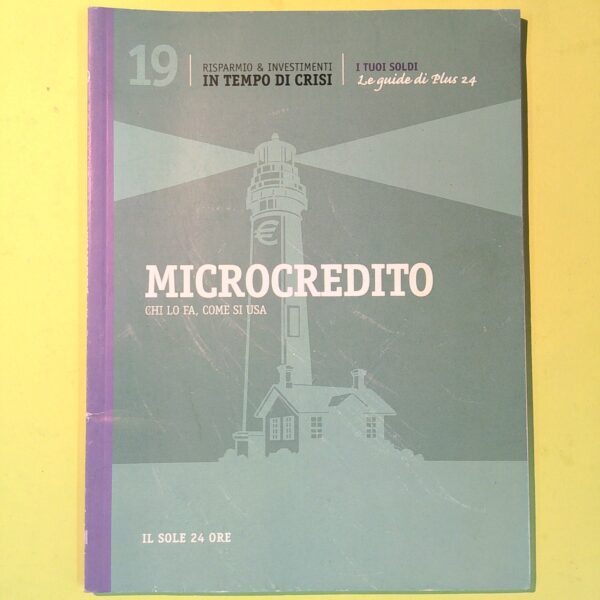 19
RISPARMIO & INVESTIMENTI
IN TEMPO DI CRISI
I TUOI SOLDI
Le guide di Plus 24
€
MICROCREDITO
CHI LO FA, COME SI USA
IL SOLE 24 ORE